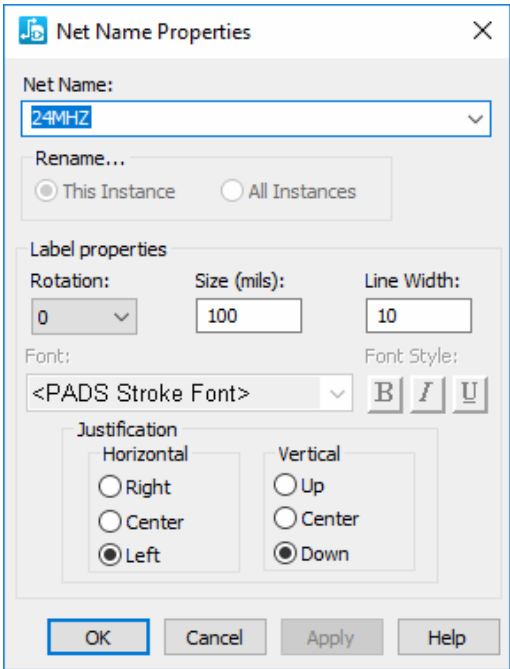 Net Name Properties
Net Name:
24MHZ
Rename...
This Instance All Instances
Label properties
Rotation: Size (mils): Line Width:
0 100 10
Font: Font Style:
<PADS Stroke Font> B I U
Justification
Horizontal Vertical
Right Up
Center Center
Left Down
OK Cancel Apply Help